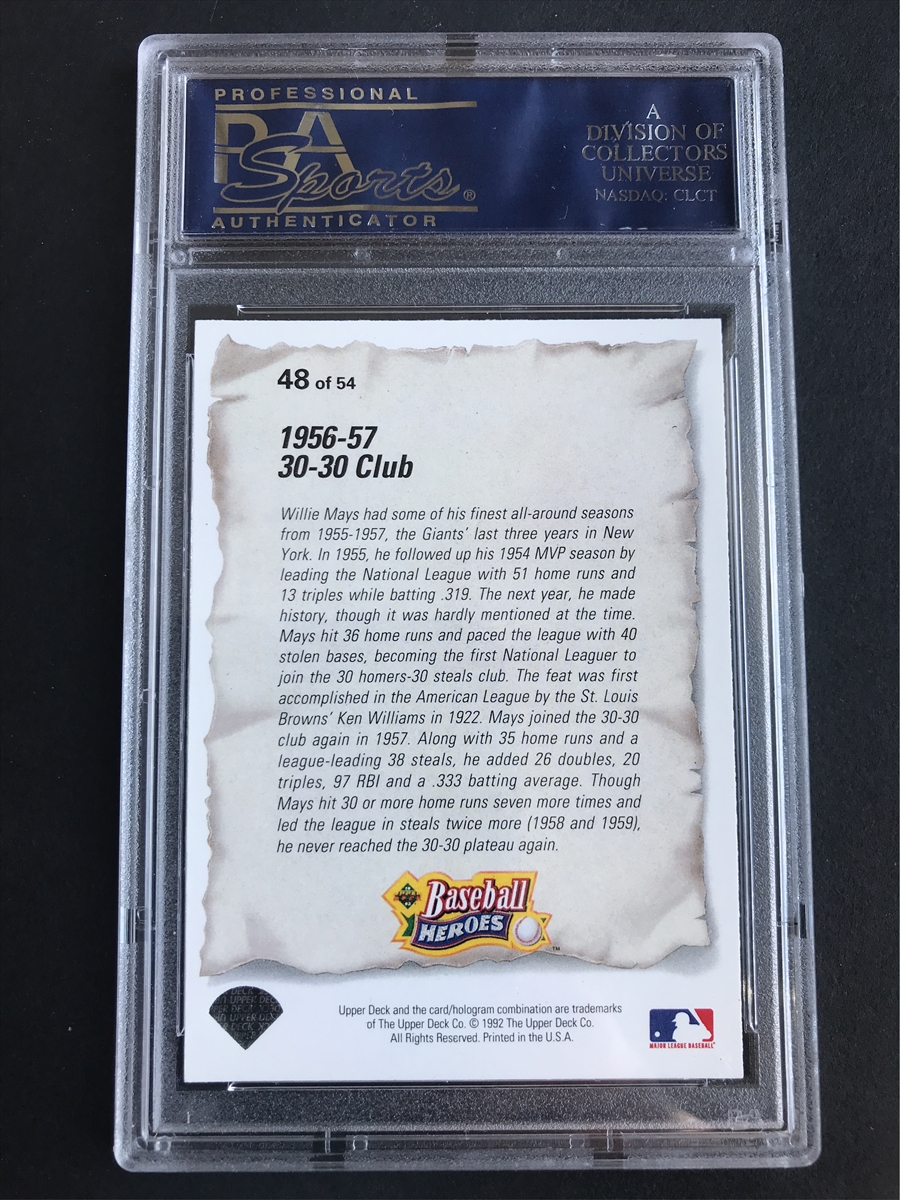 PROFESSIONAL
PSA
Sports®
AUTHENTICATOR
A
DIVISION OF
COLLECTORS
UNIVERSE
NASDAQ: CLCT
48 of 54
1956-57
30-30 Club
Willie Mays had some of his finest all-around seasons
from 1955-1957, the Giants' last three years in New
York. In 1955, he followed up his 1954 MVP season by
leading the National League with 51 home runs and
13 triples while batting .319. The next year, he made
history, though it was hardly mentioned at the time.
Mays hit 36 home runs and paced the league with 40
stolen bases, becoming the first National Leaguer to
join the 30 homers-30 steals club. The feat was first
accomplished in the American League by the St. Louis
Browns' Ken Williams in 1922. Mays joined the 30-30
club again in 1957. Along with 35 home runs and a
league-leading 38 steals, he added 26 doubles, 20
triples, 97 RBI and a .333 batting average. Though
Mays hit 30 or more home runs seven more times and
led the league in steals twice more (1958 and 1959),
he never reached the 30-30 plateau again.
Baseball
HEROES™
UPPER DECK
Upper Deck and the card/hologram combination are trademarks
of The Upper Deck Co. © 1992 The Upper Deck Co.
All Rights Reserved. Printed in the U.S.A.
MAJOR LEAGUE BASEBALL